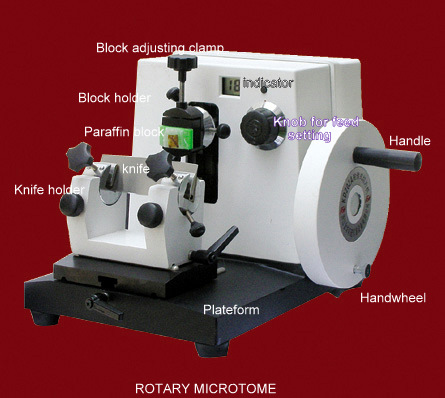 Block adjusting clamp
18
indicator
Block holder
Knob for feed
setting
Paraffin block
Handle
knife
Knife holder
Handwheel
Plateform
ROTARY MICROTOME